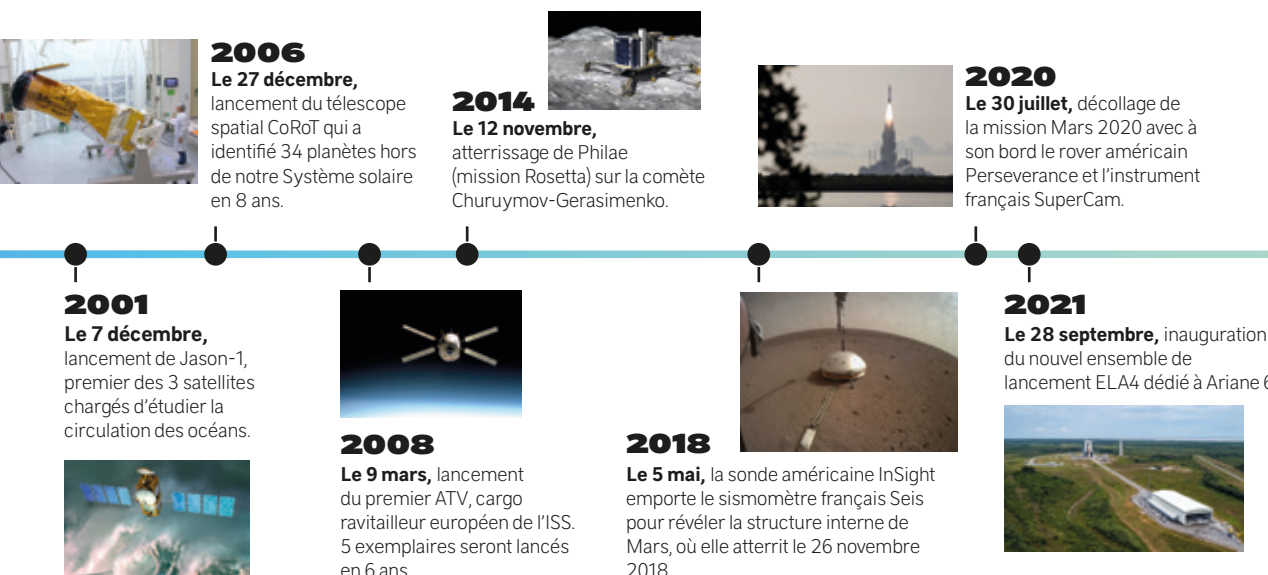 2006
Le 27 décembre,
lancement du télescope
spatial CoRoT qui a
identifié 34 planètes hors
de notre Système solaire
en 8 ans.
2014
Le 12 novembre,
atterrissage de Philae
(mission Rosetta) sur la comète
Churuymov-Gerasimenko.
2020
Le 30 juillet, décollage de
la mission Mars 2020 avec à
son bord le rover américain
Perseverance et l'instrument
français SuperCam.
2001
Le 7 décembre,
lancement de Jason-1,
premier des 3 satellites
chargés d'étudier la
circulation des océans.
2008
Le 9 mars, lancement
du premier ATV, cargo
ravitailleur européen de l'ISS.
5 exemplaires seront lancés
en 6 ans
2018
Le 5 mai, la sonde américaine InSight
emporte le sismomètre français Seis
pour révéler la structure interne de
Mars, où elle atterrit le 26 novembre
2018
2021
Le 28 septembre, inauguration
du nouvel ensemble de
lancement ELA4 dédié à Ariane 6